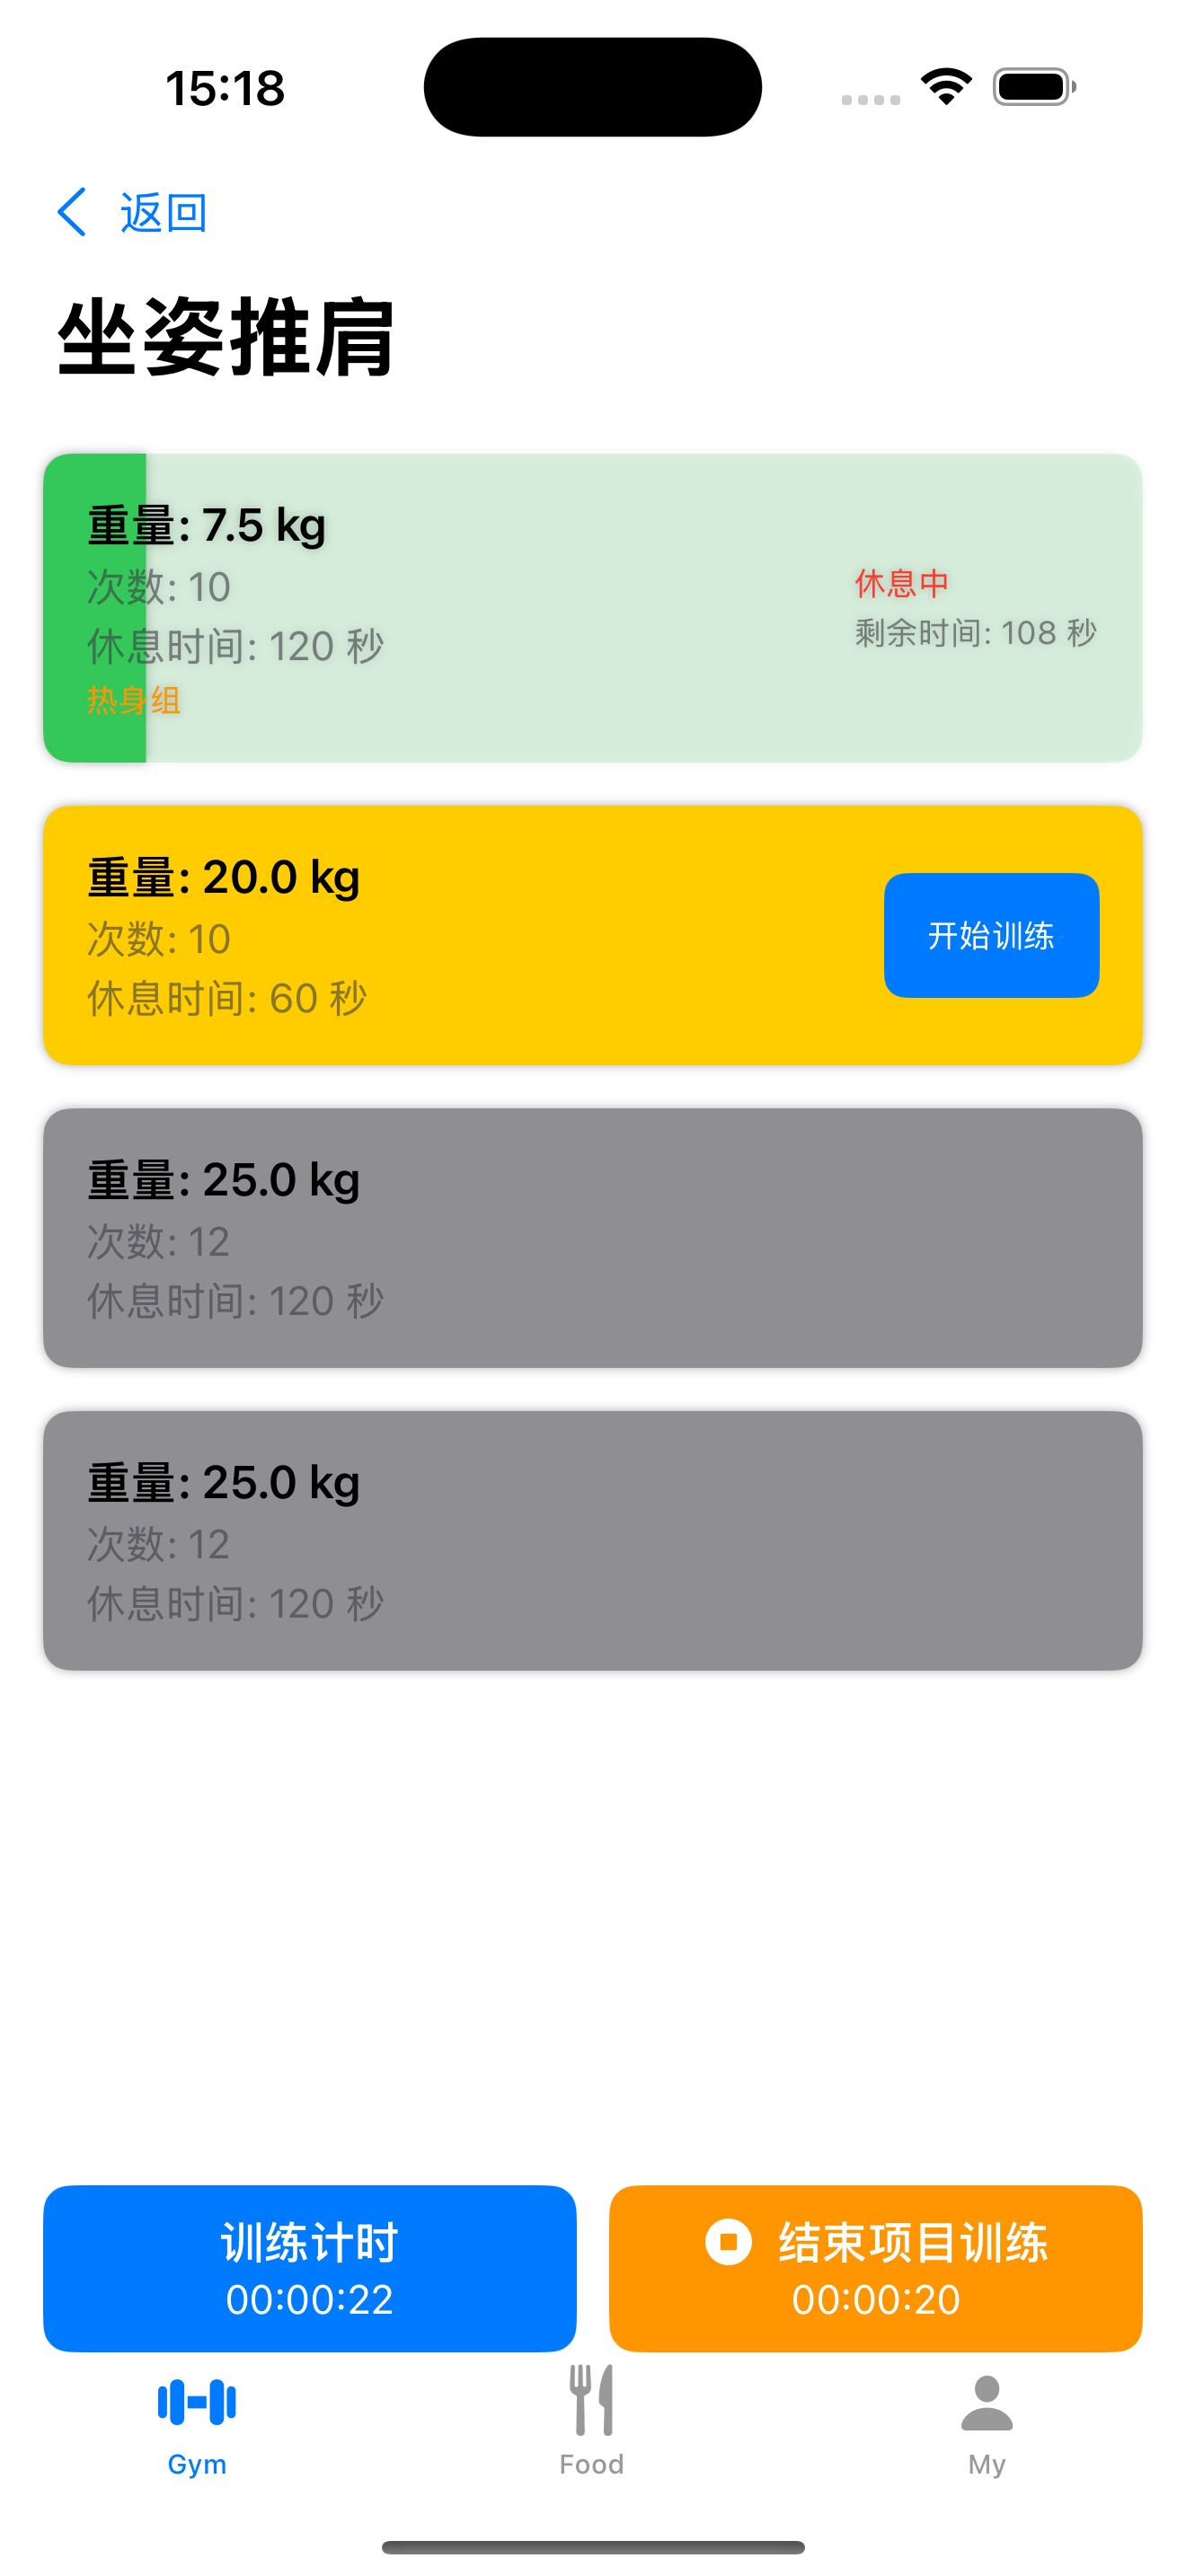 15:18
返回
坐姿推肩
重量: 7.5 kg
次数: 10
休息时间: 120 秒
热身组
休息中
剩余时间: 108 秒
重量: 20.0 kg
次数: 10
休息时间: 60 秒
开始训练
重量: 25.0 kg
次数: 12
休息时间: 120 秒
重量: 25.0 kg
次数: 12
休息时间: 120 秒
训练计时
00:00:22
结束项目训练
00:00:20
Gym
Food
My